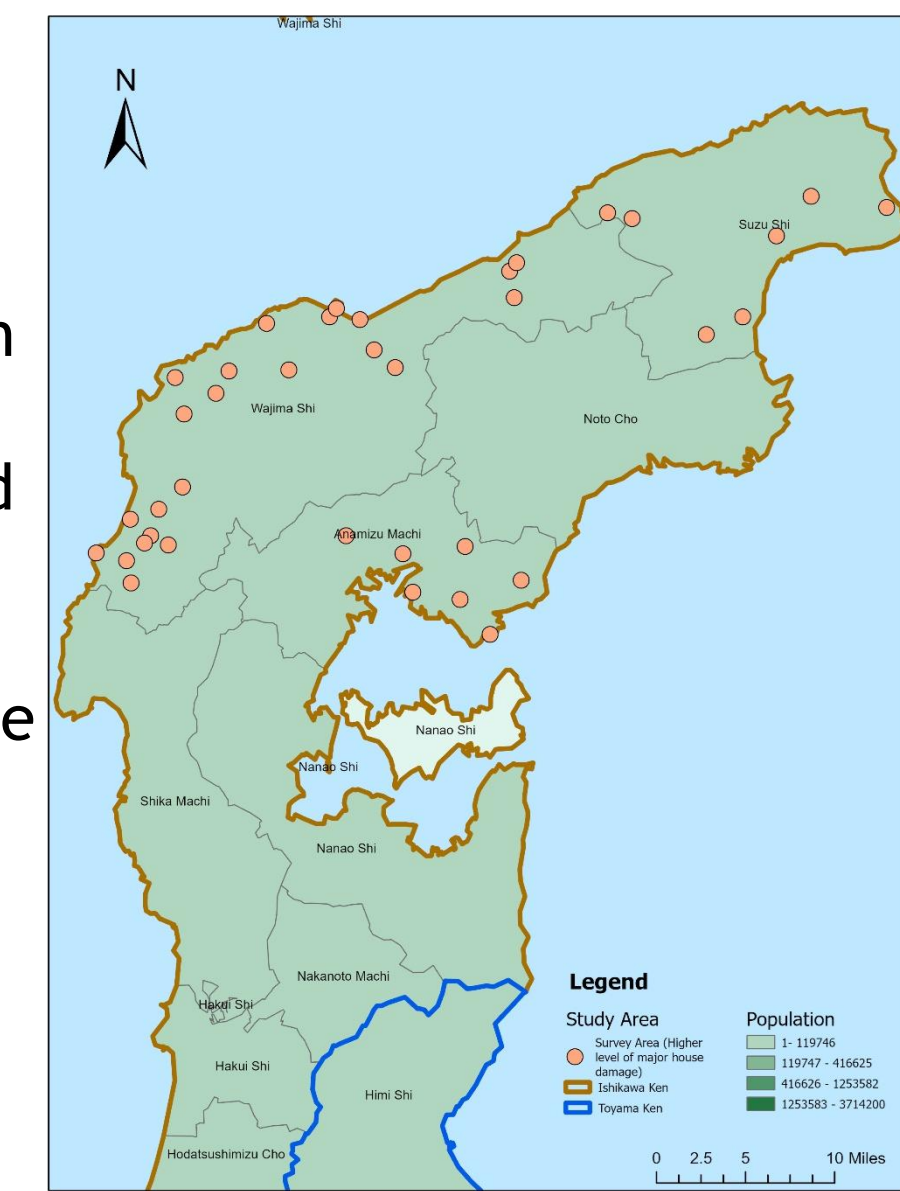 n
d
e
Wajima Shi
N
Suzu Shi
Wajima Shi
Noto Cho
Anamizu Machi
Nanao Shi
Nanao Shi
Shika Machi
Nanao Shi
Nakanoto Machi
Hakui Shi
Hakui Shi
Himi Shi
Hodatsushimizu Cho
Legend
Study Area
Survey Area (Higher
level of major house
damage)
Ishikawa Ken
Toyama Ken
Population
1- 119746
119747 - 416625
416626 - 1253582
1253583 - 3714200
0 2.5 5 10 Miles